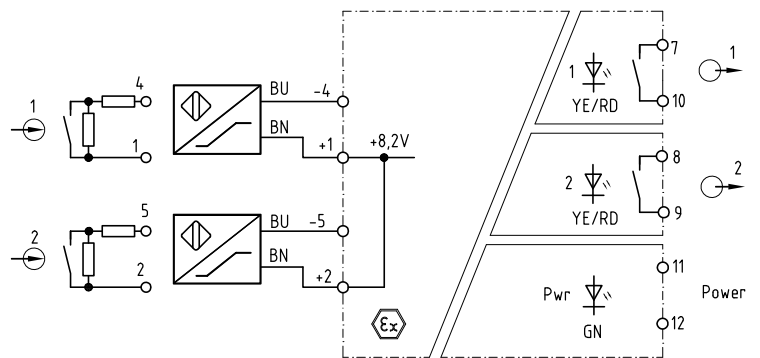 1
4
1
BU
-4
BN
+1
+8,2V
2
5
2
BU
-5
BN
+2
Ex
1
YE/RD
7
10
1
2
YE/RD
8
9
2
Pwr
GN
11
12
Power